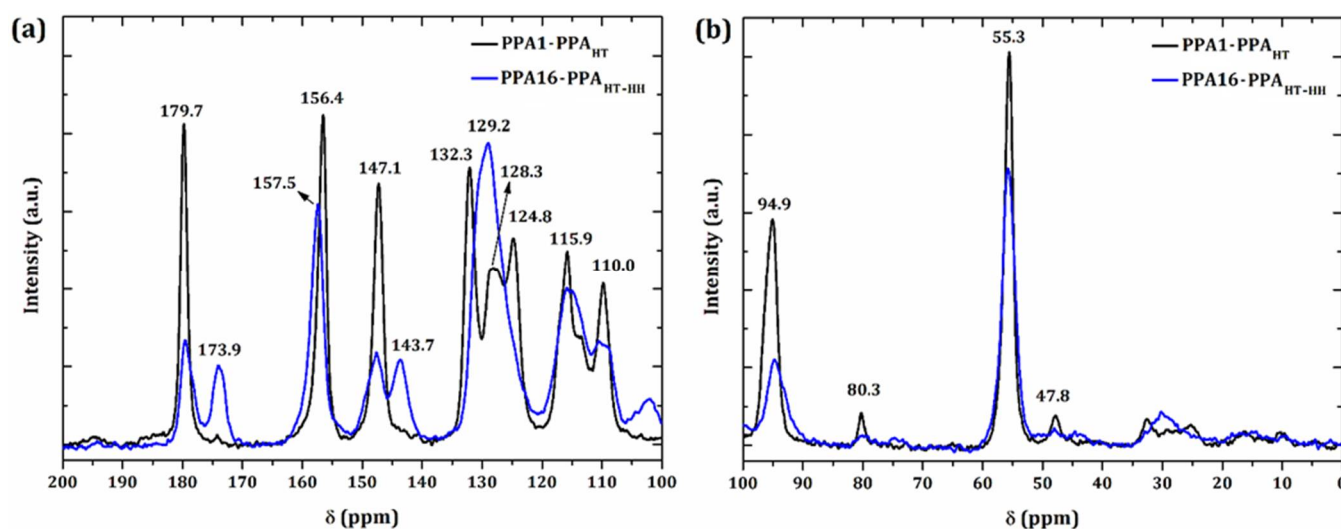 (a)
PPA1-PPAHT
PPA16-PPAHT-HH
179.7
156.4
129.2
147.1
132.3
128.3
157.5
124.8
115.9
110.0
173.9
143.7
Intensity (a.u.)
200 190 180 170 160 150 140 130 120 110 100
δ (ppm)
(b)
55.3
PPA1-PPAHT
PPA16-PPAHT-HH
94.9
80.3
47.8
Intensity (a.u.)
100 90 80 70 60 50 40 30 20 10 0
δ (ppm)